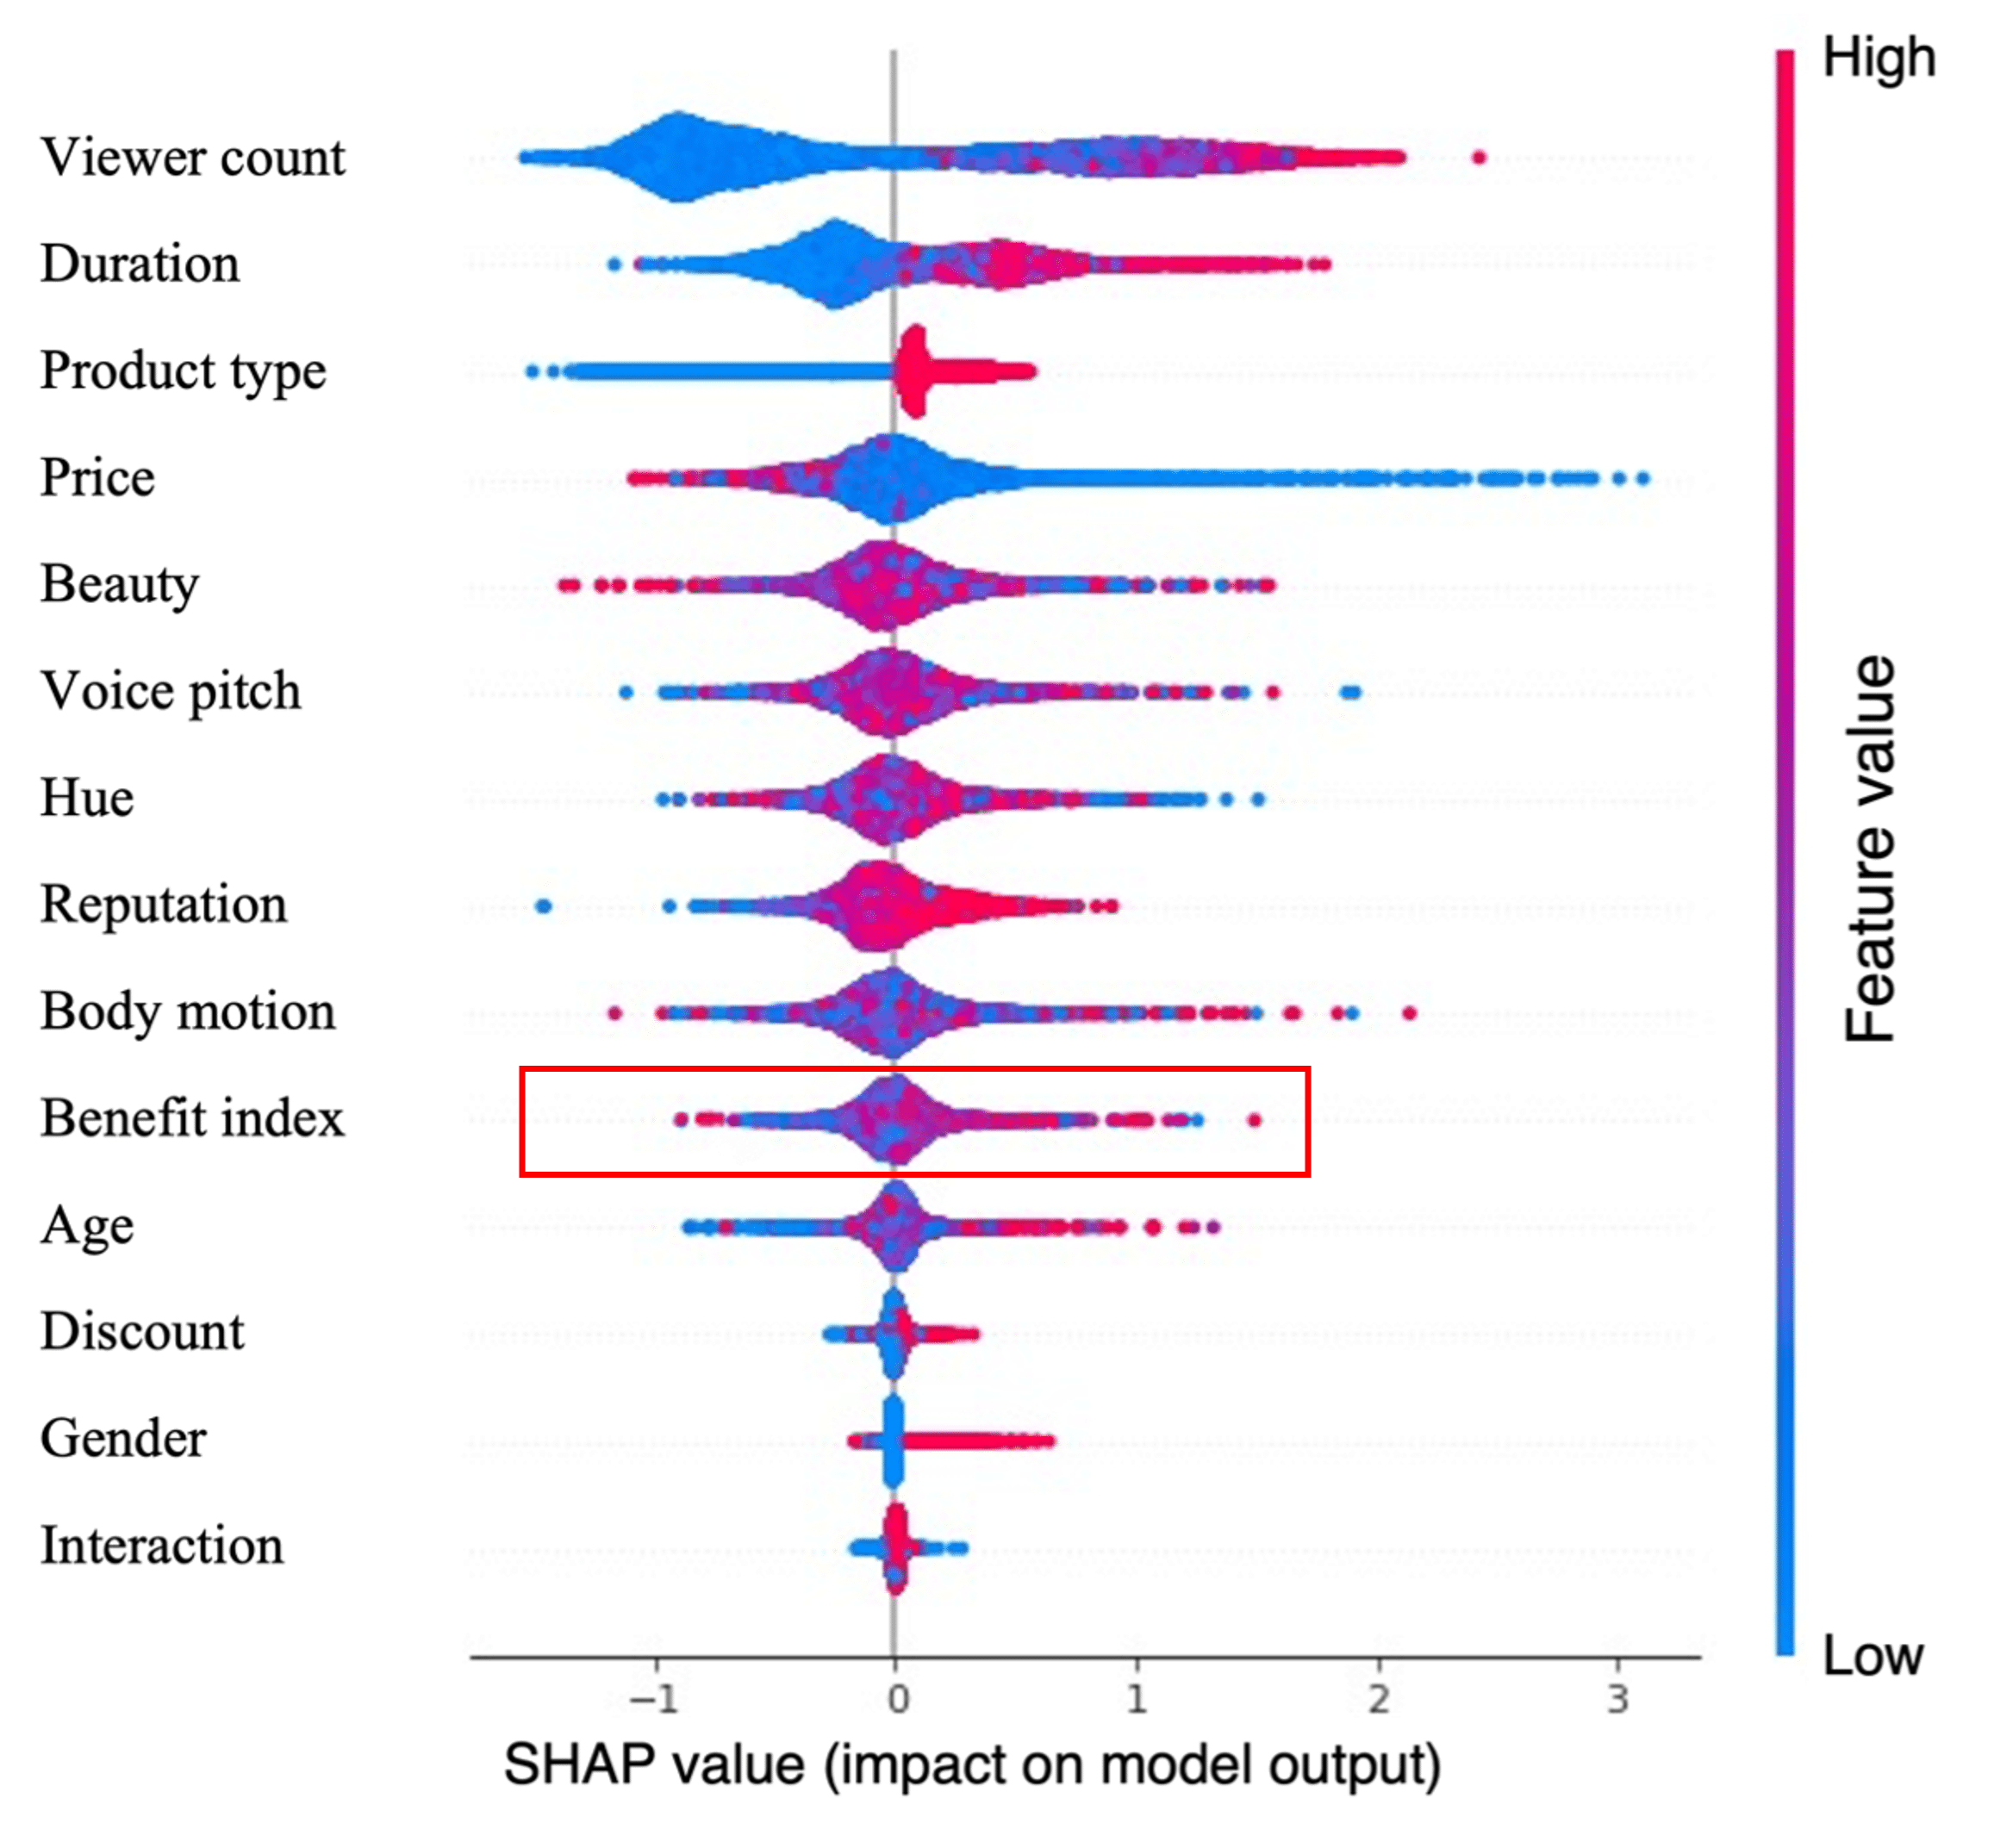 High
Viewer count
Duration
Product type
Price
Beauty
Voice pitch
Hue
Reputation
Body motion
Benefit index
Age
Discount
Gender
Interaction
Feature value
Low
−1 0 1 2 3
SHAP value (impact on model output)